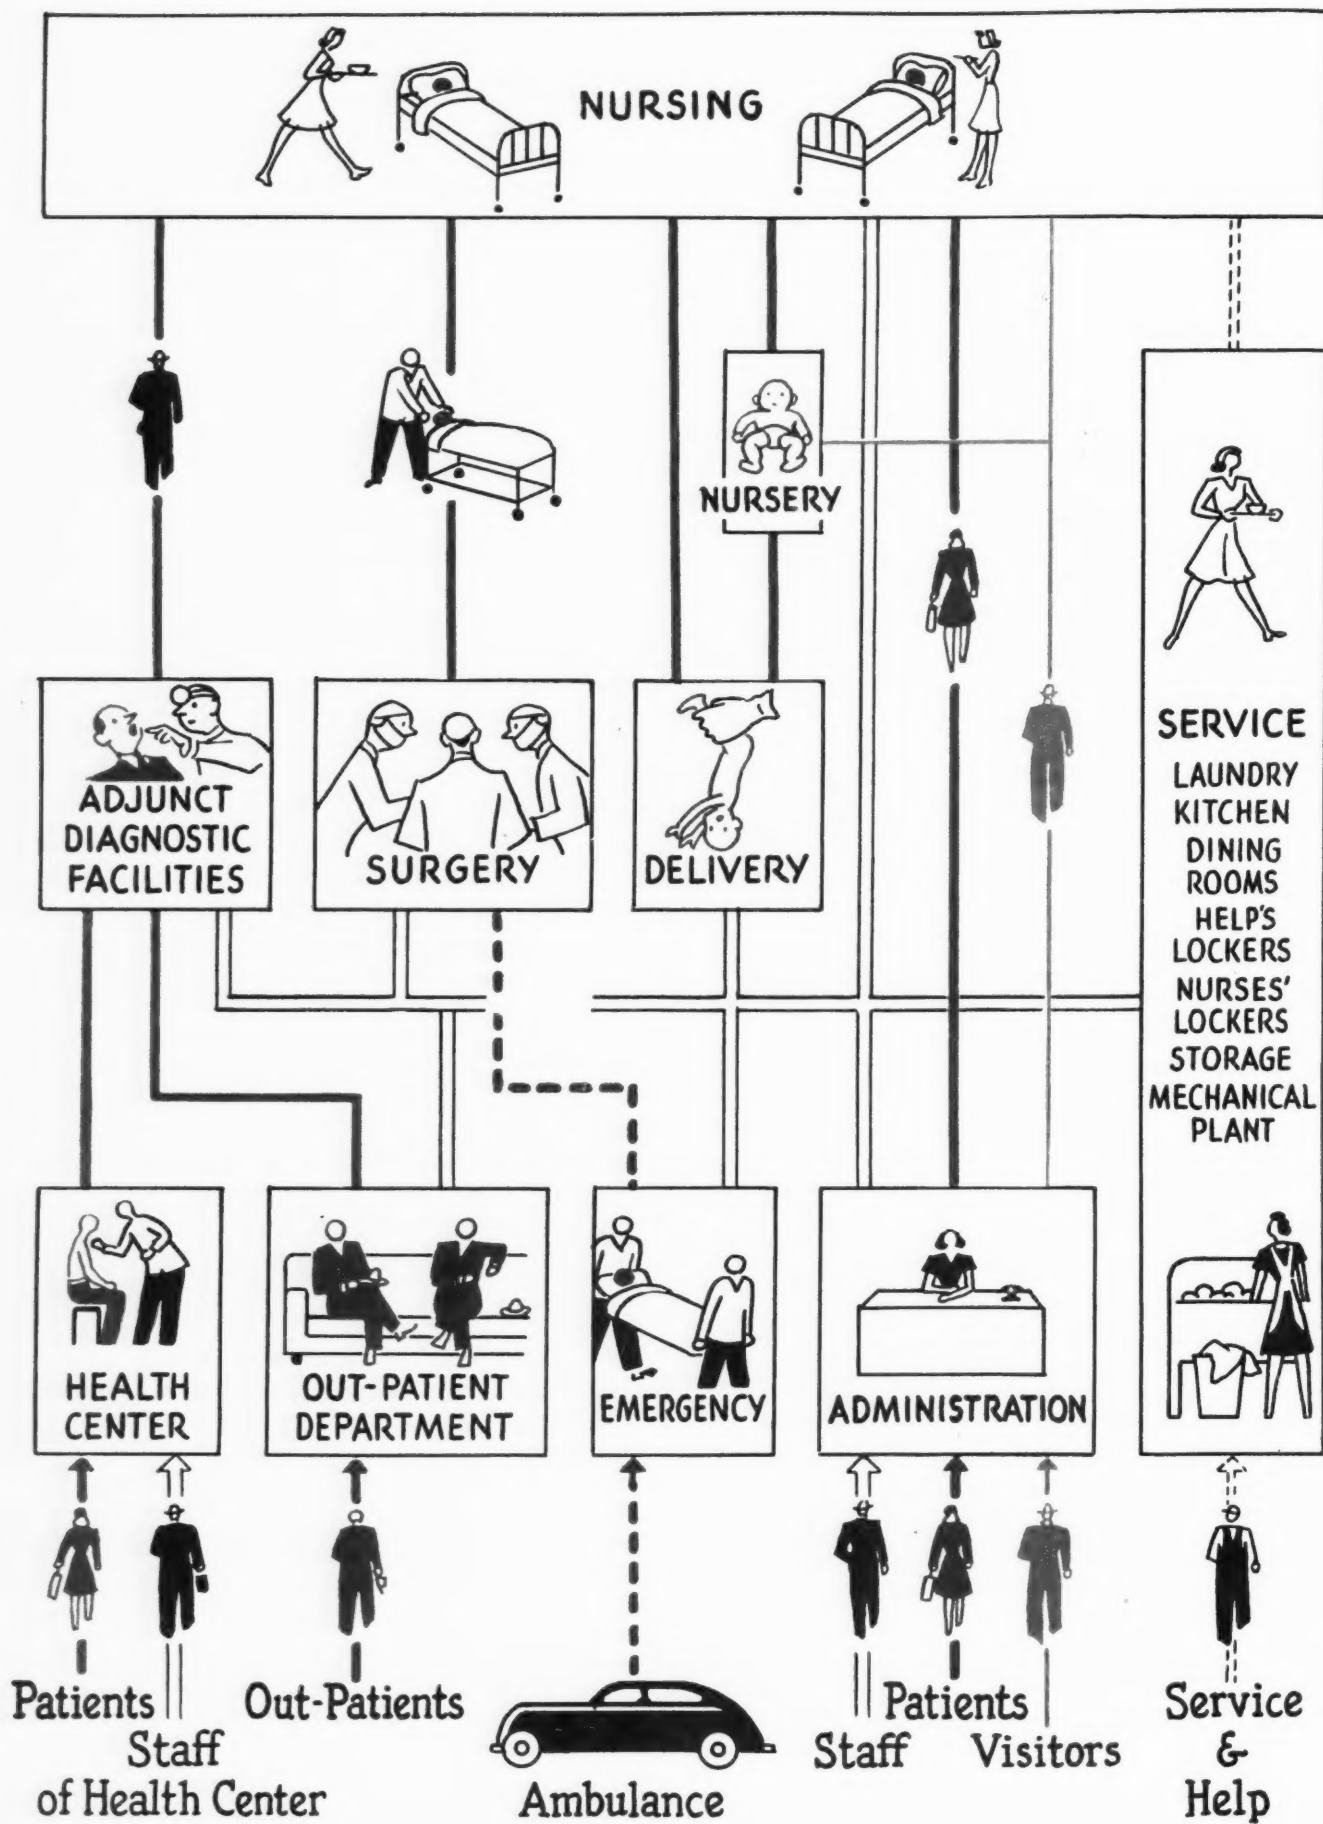 NURSING
NURSERY
ADJUNCT
DIAGNOSTIC
FACILITIES
SURGERY
DELIVERY
SERVICE
LAUNDRY
KITCHEN
DINING
ROOMS
HELP'S
LOCKERS
NURSES'
LOCKERS
STORAGE
MECHANICAL
PLANT
HEALTH
CENTER
OUT-PATIENT
DEPARTMENT
EMERGENCY
ADMINISTRATION
Patients
Staff
of Health Center
Out-Patients
Ambulance
Staff
Patients
Visitors
Service
&
Help